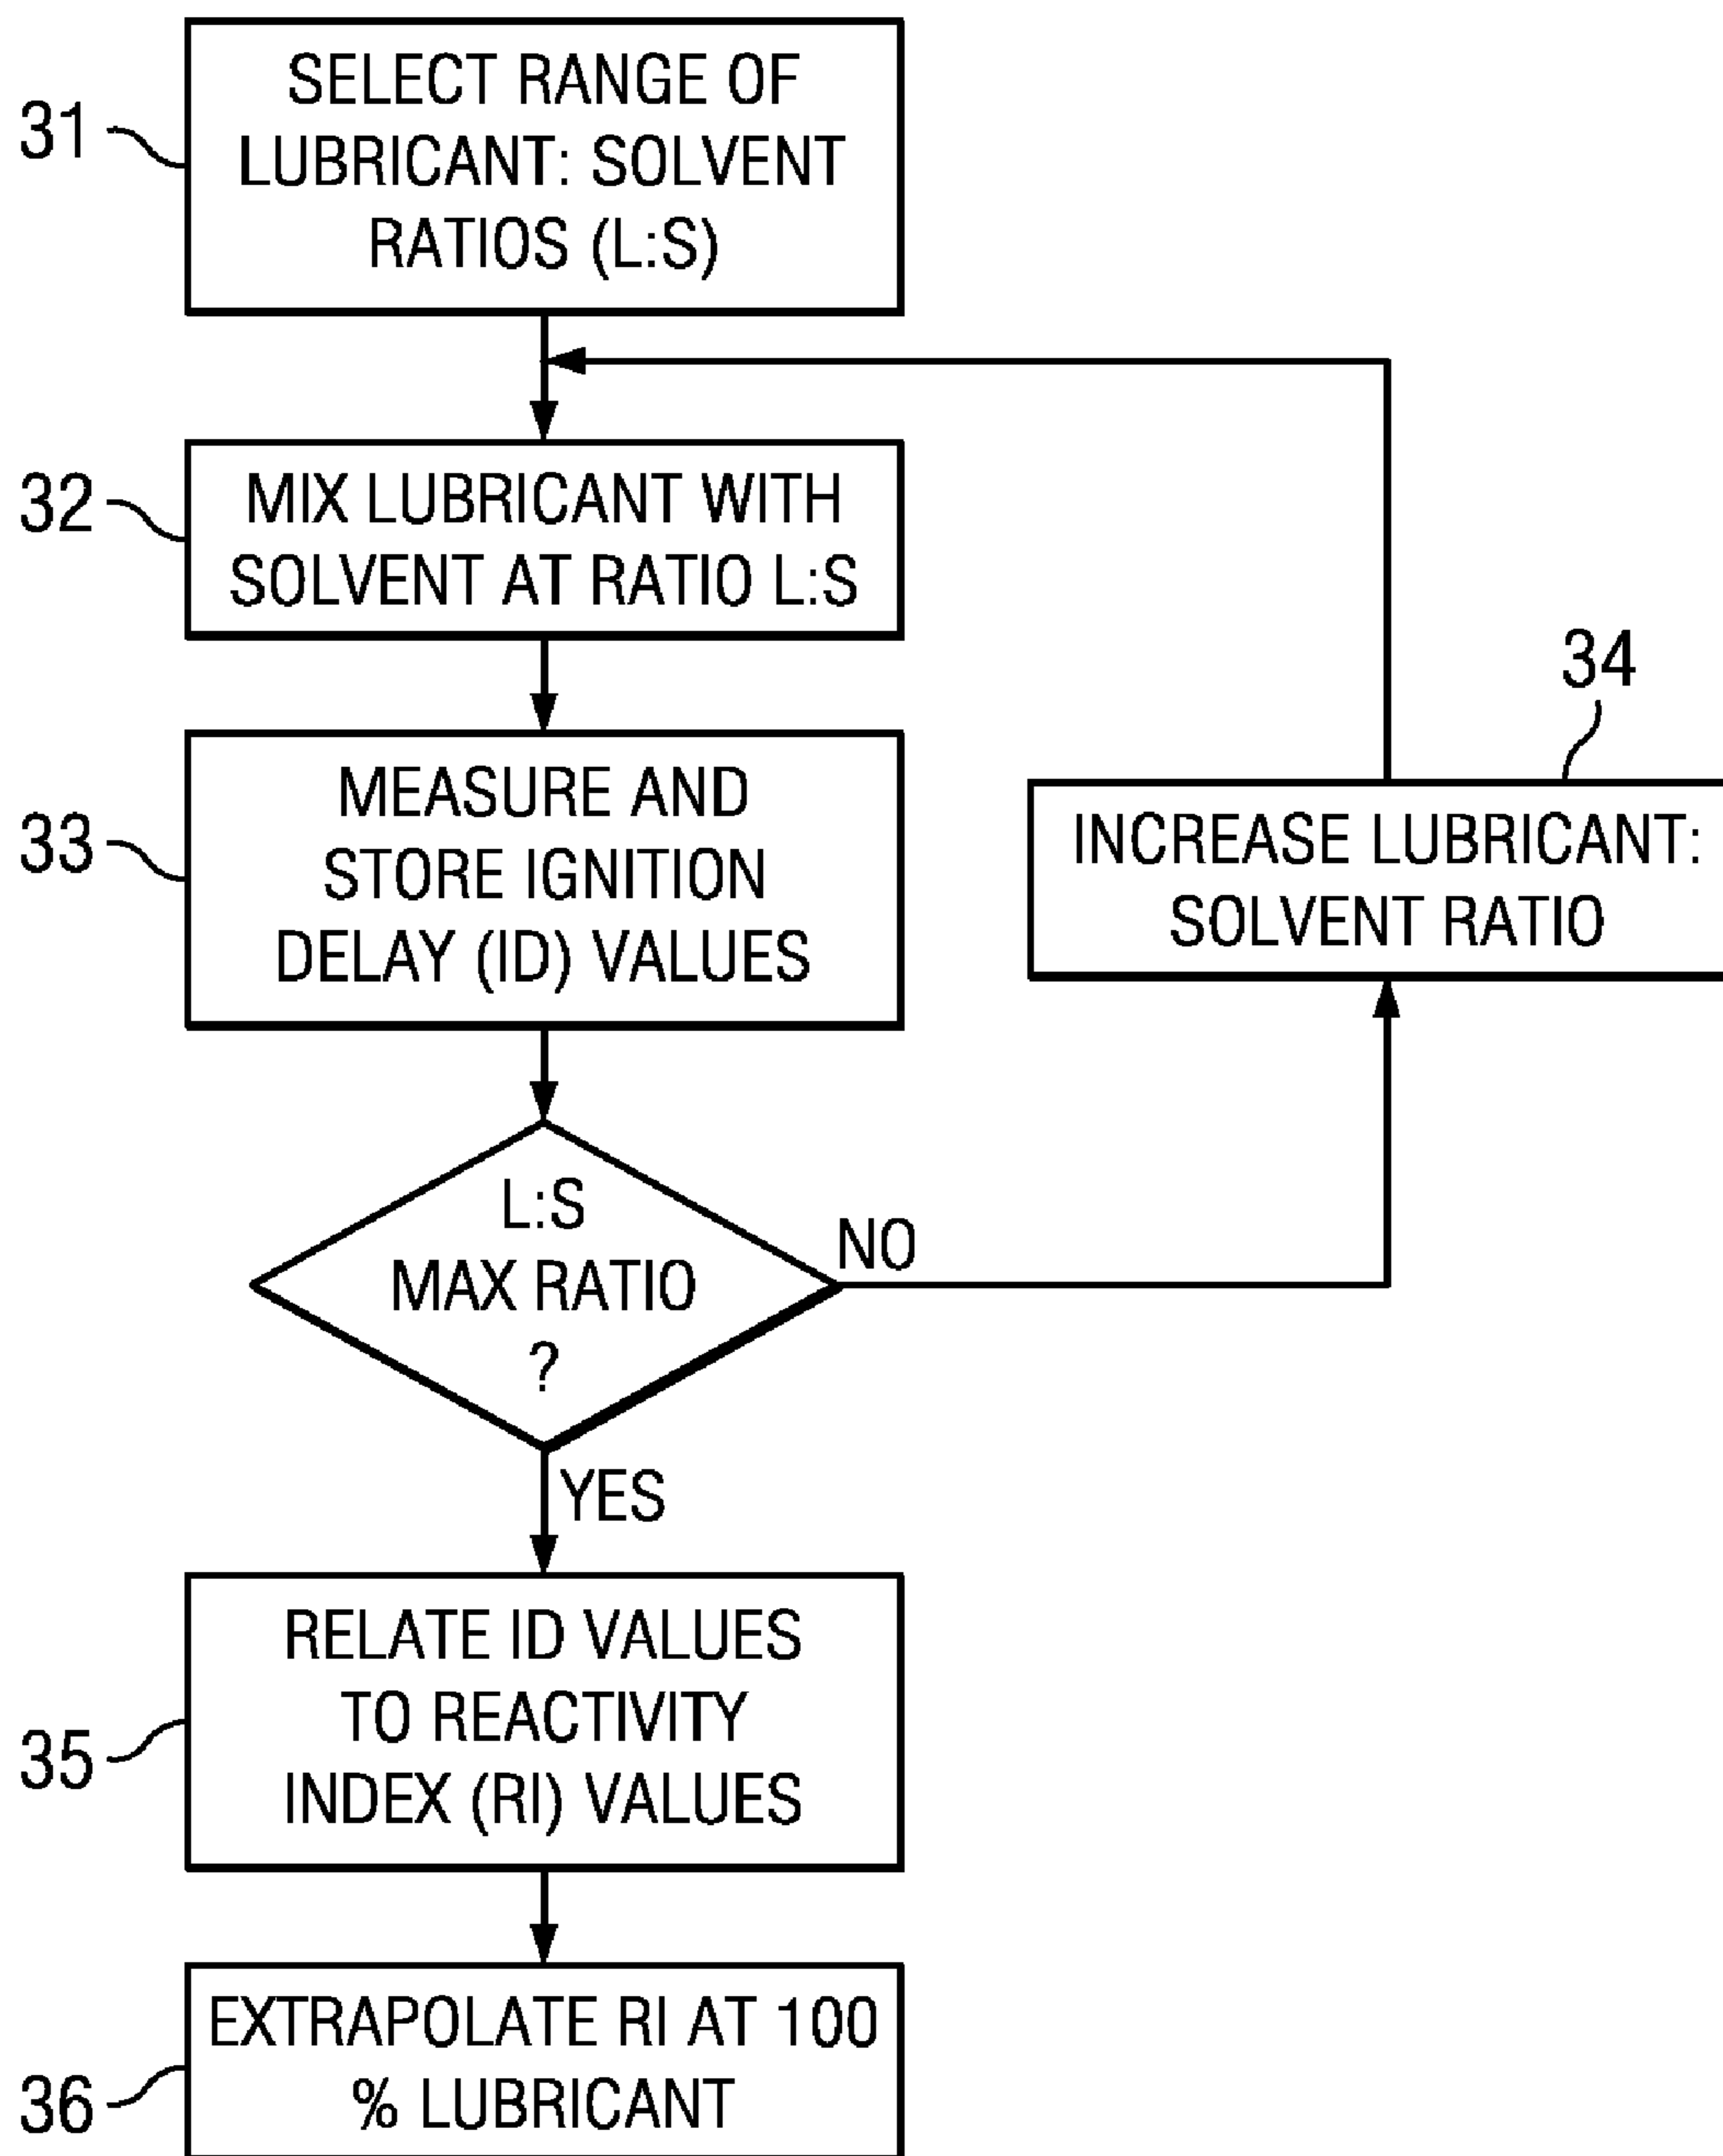 31
SELECT RANGE OF
LUBRICANT: SOLVENT
RATIOS (L:S)
32
MIX LUBRICANT WITH
SOLVENT AT RATIO L:S
33
MEASURE AND
STORE IGNITION
DELAY (ID) VALUES
34
INCREASE LUBRICANT:
SOLVENT RATIO
L:S
MAX RATIO
?
NO
YES
35
RELATE ID VALUES
TO REACTIVITY
INDEX (RI) VALUES
36
EXTRAPOLATE RI AT 100
% LUBRICANT